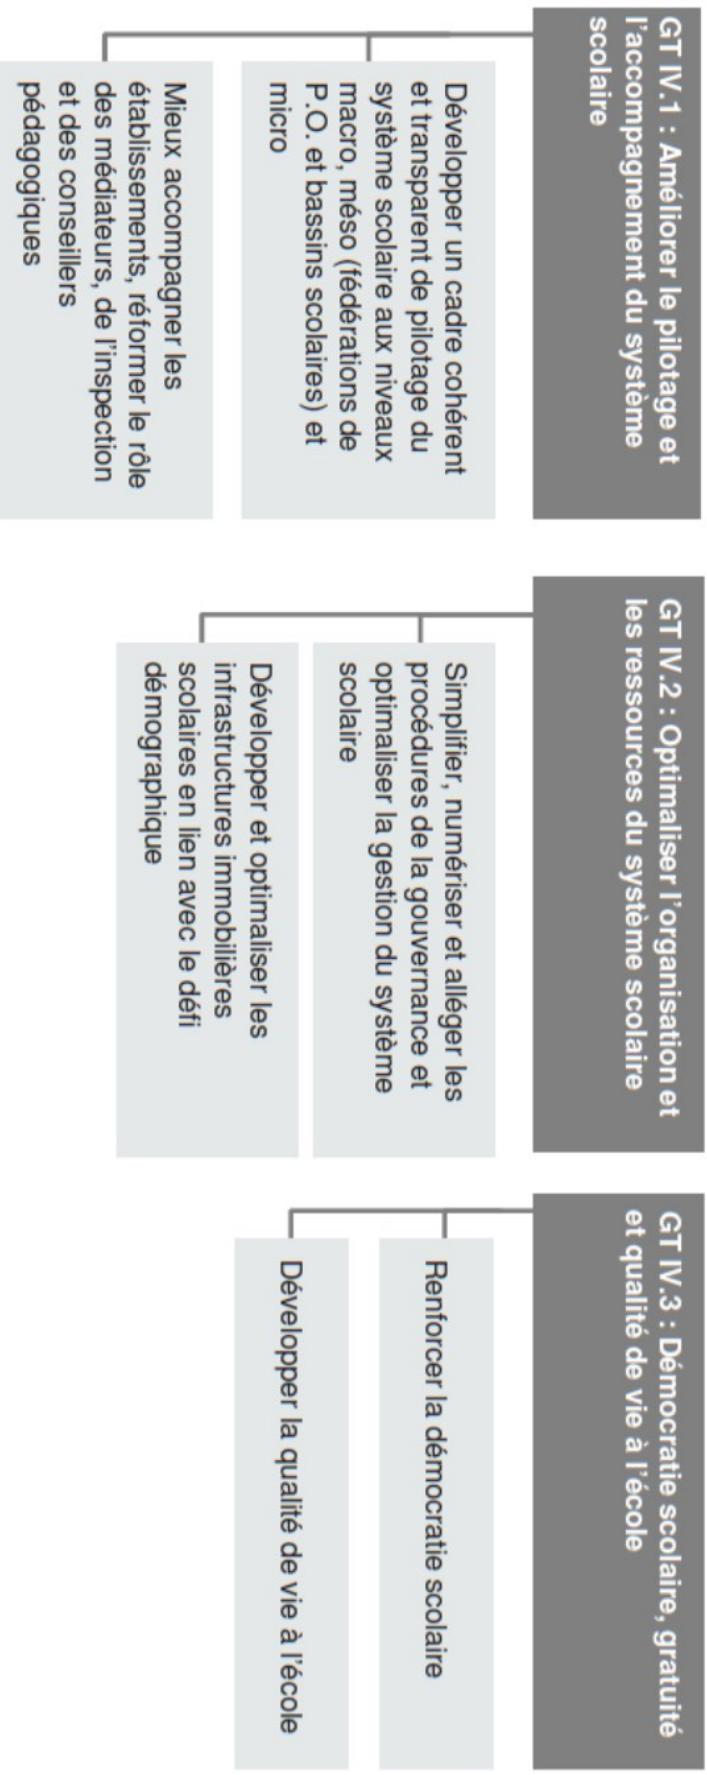 GT IV.1 : Améliorer le pilotage et
l'accompagnement du système
scolaire
Développer un cadre cohérent
et transparent de pilotage du
système scolaire aux niveaux
macro, méso (fédérations de
P.O. et bassins scolaires) et
micro
Mieux accompagner les
établissements, réformer le rôle
des médiateurs, de l'inspection
et des conseillers
pédagogiques
GT IV.2 : Optimaliser l'organisation et
les ressources du système scolaire
Simplifier, numériser et alléger les
procédures de la gouvernance et
optimaliser la gestion du système
scolaire
Développer et optimaliser les
infrastructures immobilières
scolaires en lien avec le défi
démographique
GT IV.3 : Démocratie scolaire, gratuité
et qualité de vie à l'école
Renforcer la démocratie scolaire
Développer la qualité de vie à l'école